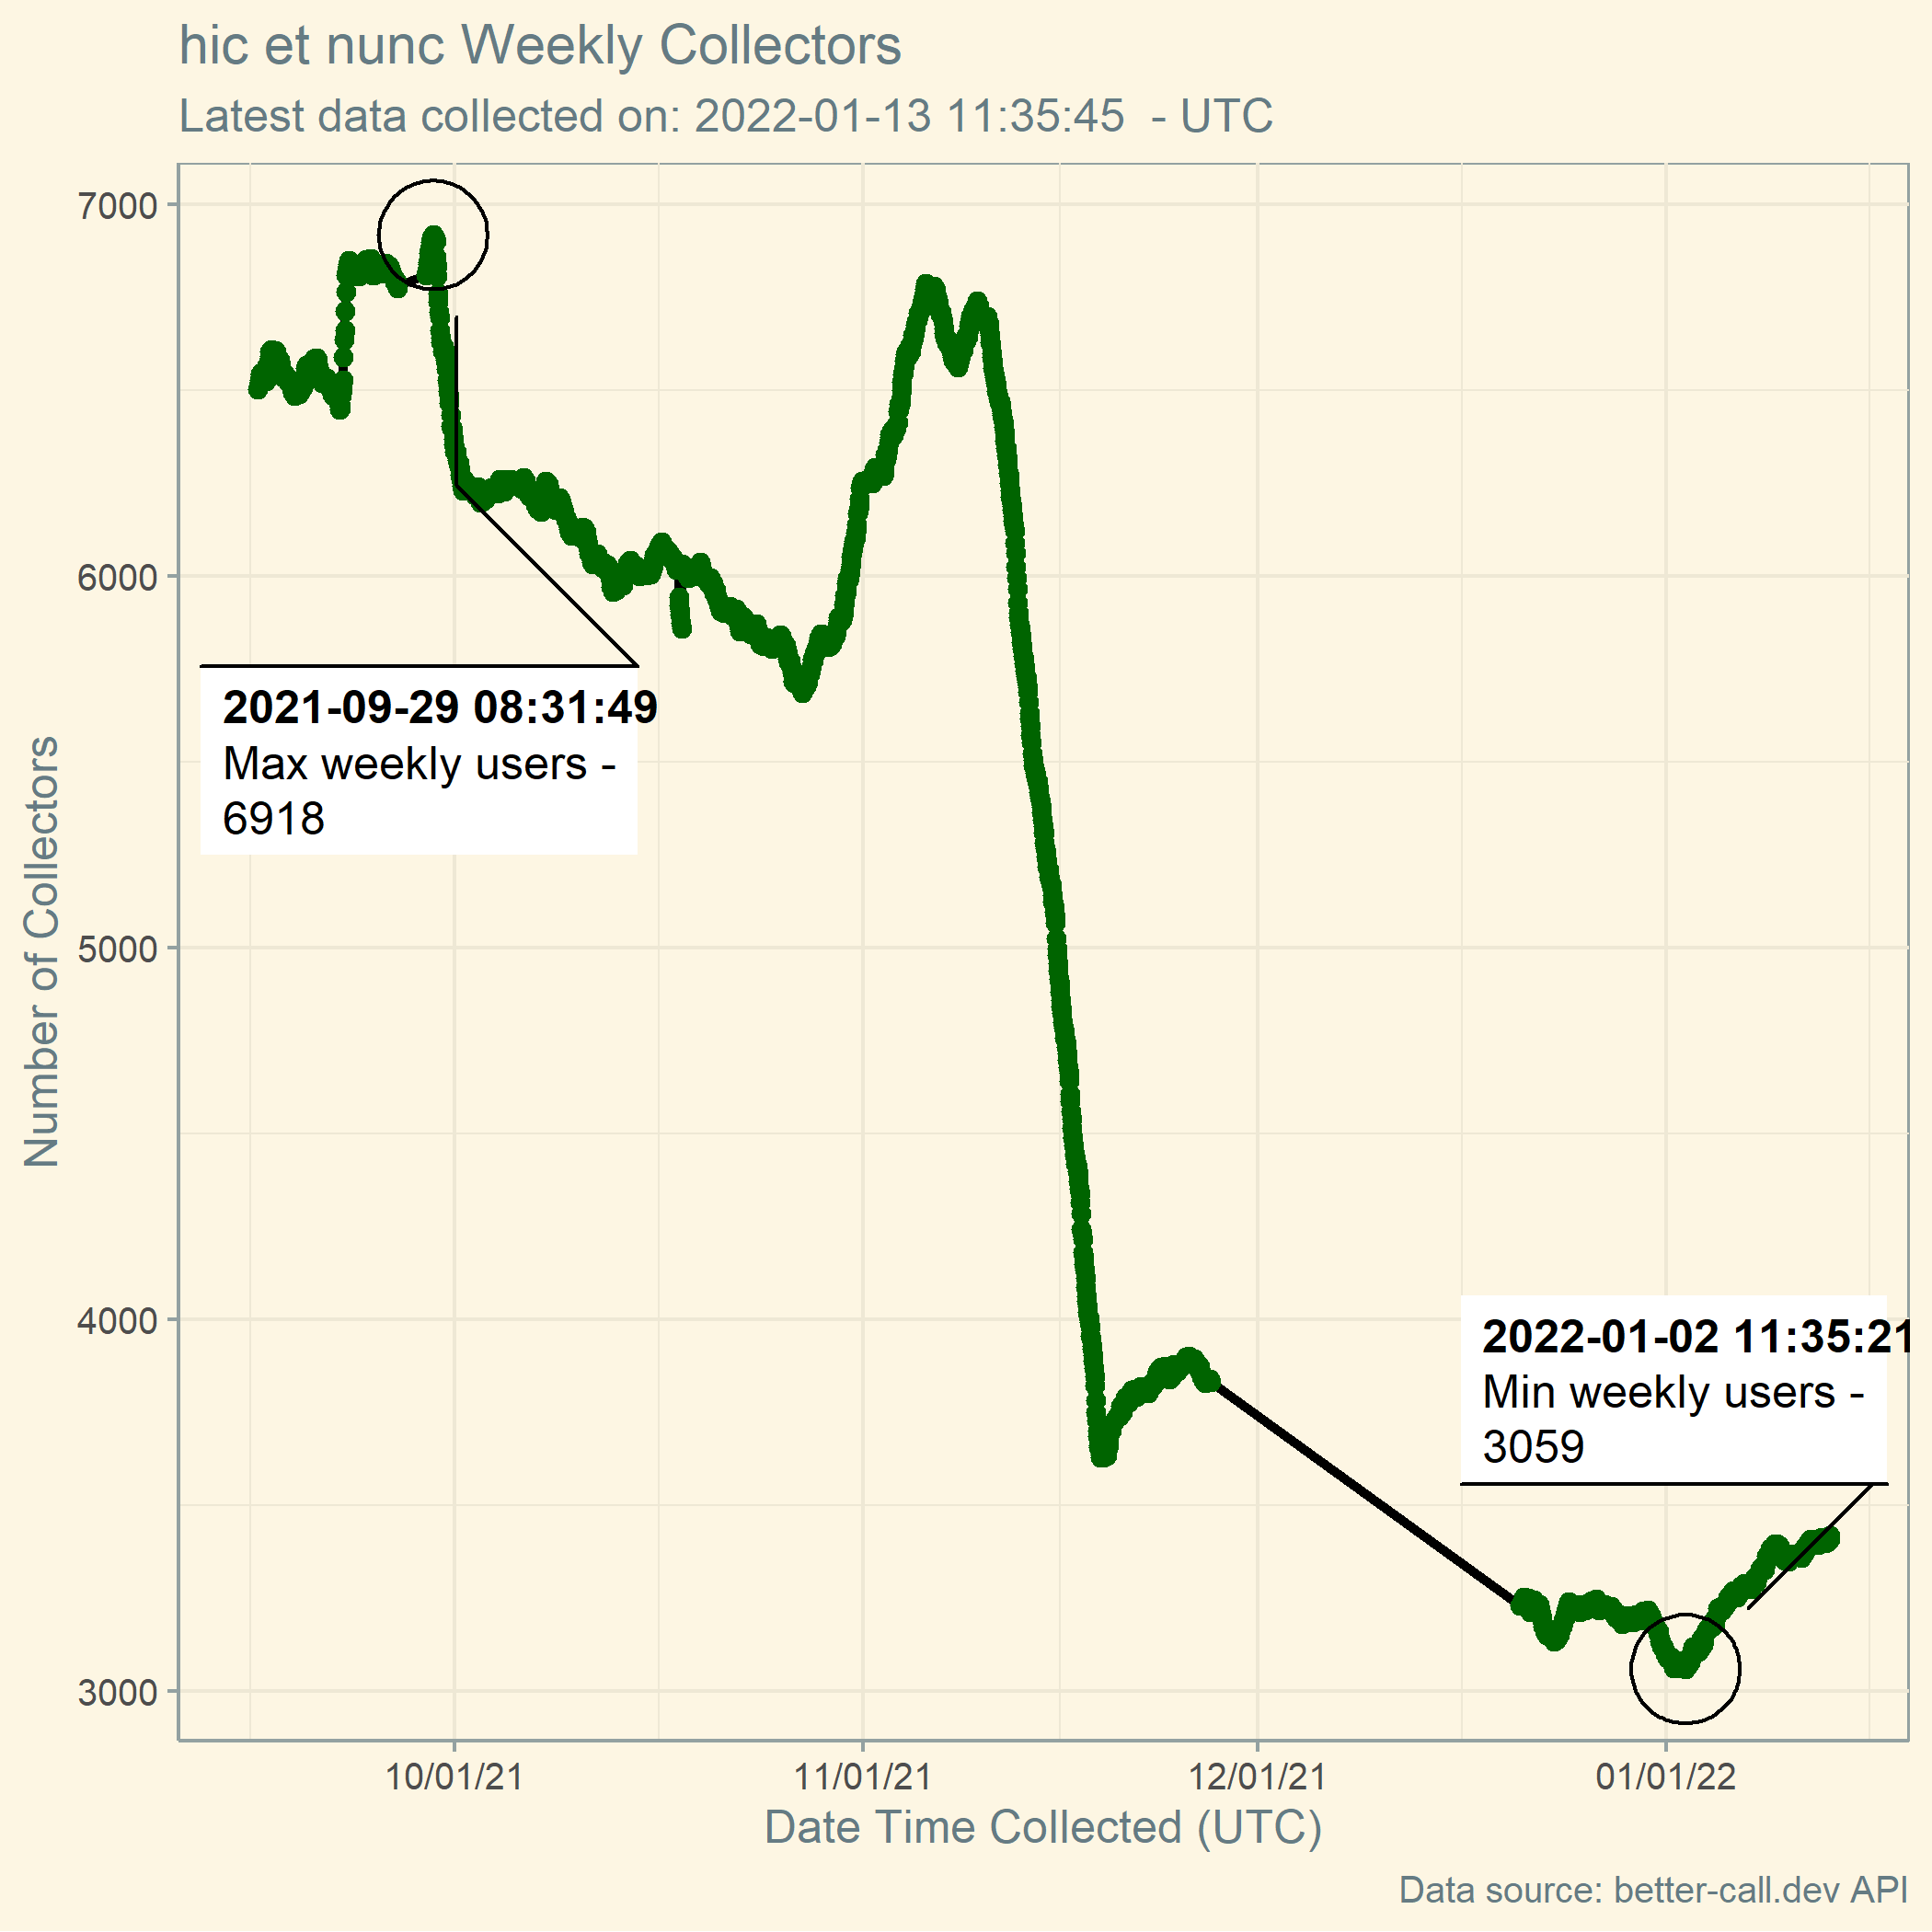 hic et nunc Weekly Collectors
Latest data collected on: 2022-01-13 11:35:45  - UTC
7000
6000
5000
4000
3000
Number of Collectors
2021-09-29 08:31:49
Max weekly users -
6918
2022-01-02 11:35:21
Min weekly users -
3059
10/01/21
11/01/21
12/01/21
01/01/22
Date Time Collected (UTC)
Data source: better-call.dev API